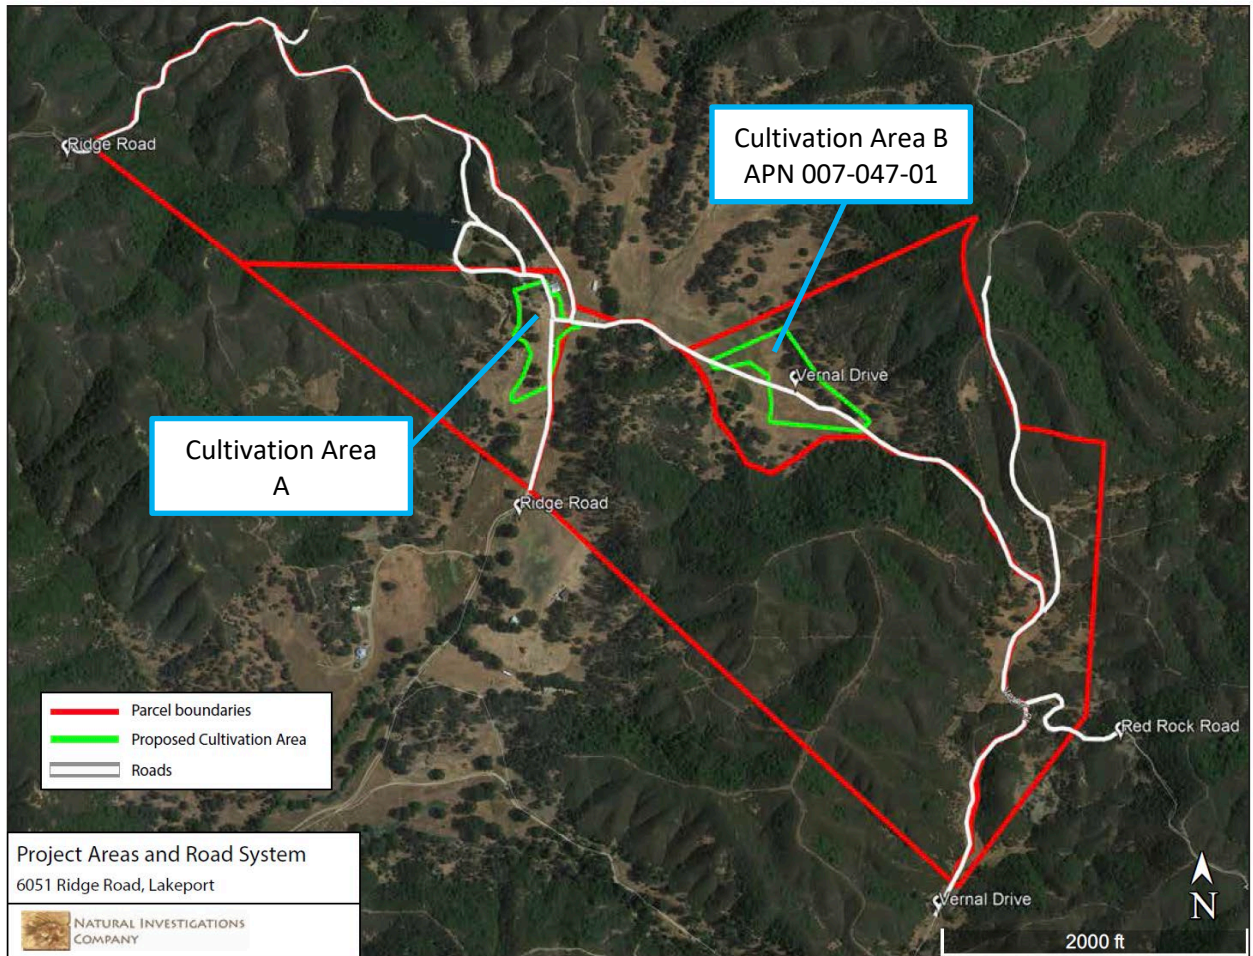 Ridge Road
Cultivation Area B
APN 007-047-01
Vernal Drive
Cultivation Area
A
Ridge Road
Parcel boundaries
Proposed Cultivation Area
Roads
Red Rock Road
Project Areas and Road System
6051 Ridge Road, Lakeport
NATURAL INVESTIGATIONS
COMPANY
Vernal Drive
N
2000 ft